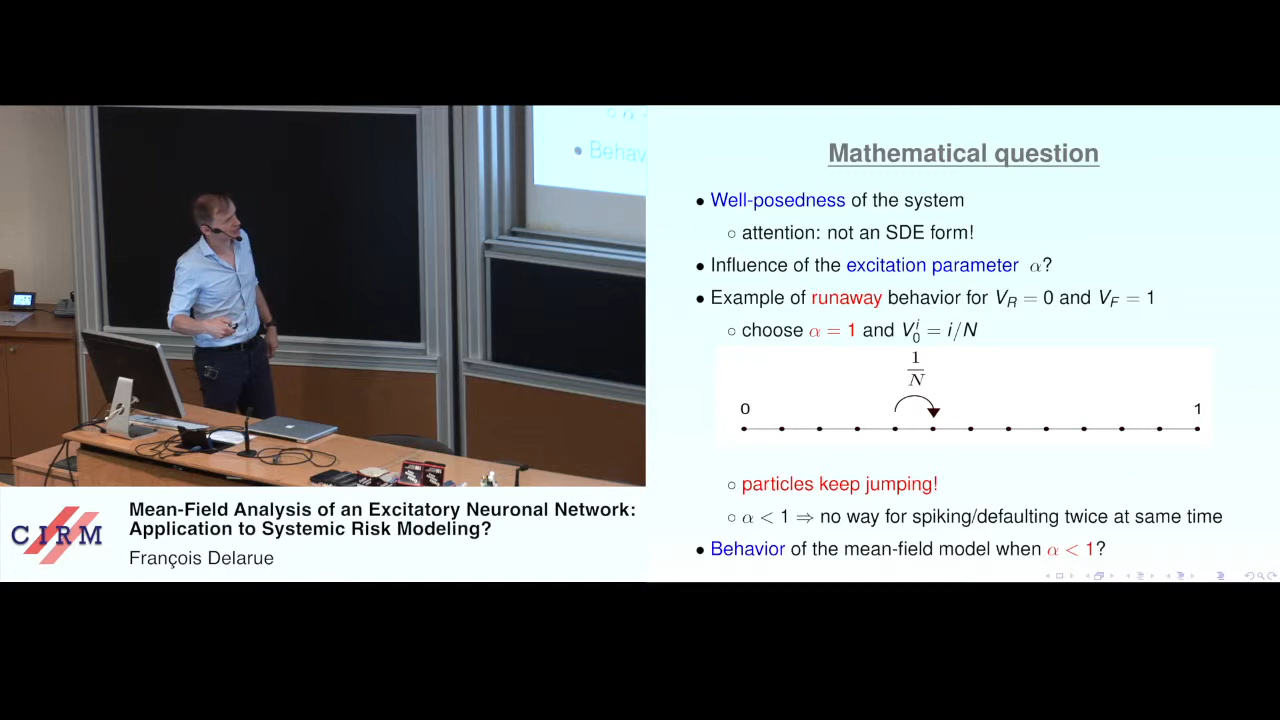 Behav
Mathematical question
• Well-posedness of the system
○ attention: not an SDE form!
• Influence of the excitation parameter α?
• Example of runaway behavior for V_R = 0 and V_F = 1
○ choose α = 1 and V_0^i = i/N
1
N
0 1
○ particles keep jumping!
○ α < 1 ⇒ no way for spiking/defaulting twice at same time
• Behavior of the mean-field model when α < 1?
CIRM
Mean-Field Analysis of an Excitatory Neuronal Network:
Application to Systemic Risk Modeling?
François Delarue